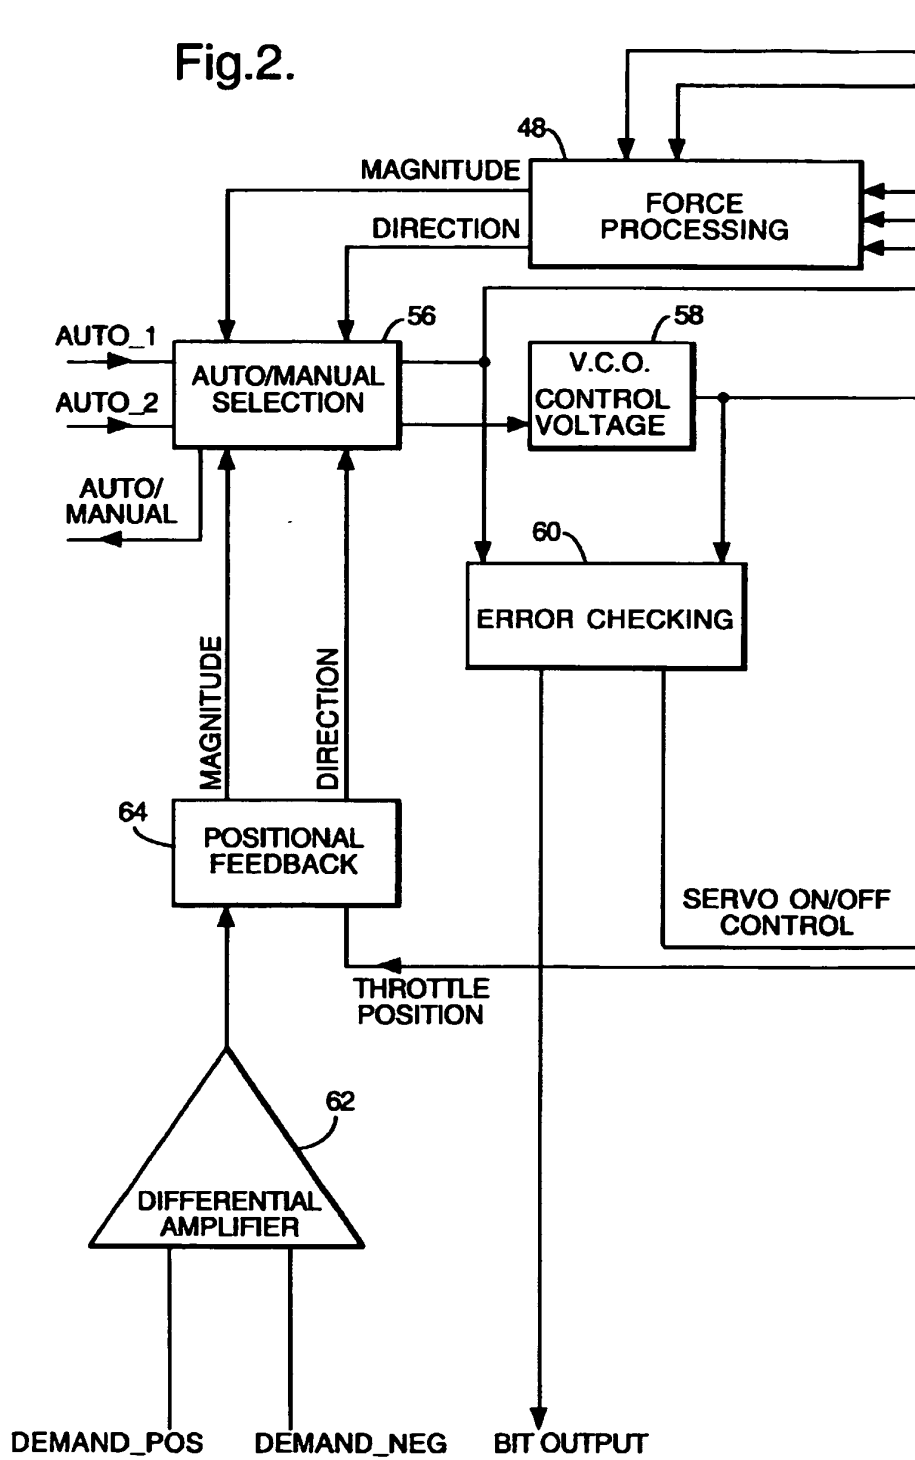 Fig.2.
48
MAGNITUDE
FORCE
PROCESSING
DIRECTION
AUTO_1
56
58
AUTO/MANUAL
SELECTION
V.C.O.
CONTROL
VOLTAGE
AUTO_2
AUTO/
MANUAL
60
ERROR CHECKING
MAGNITUDE
DIRECTION
64
POSITIONAL
FEEDBACK
SERVO ON/OFF
CONTROL
THROTTLE
POSITION
62
DIFFERENTIAL
AMPLIFIER
DEMAND_POS
DEMAND_NEG
BIT OUTPUT